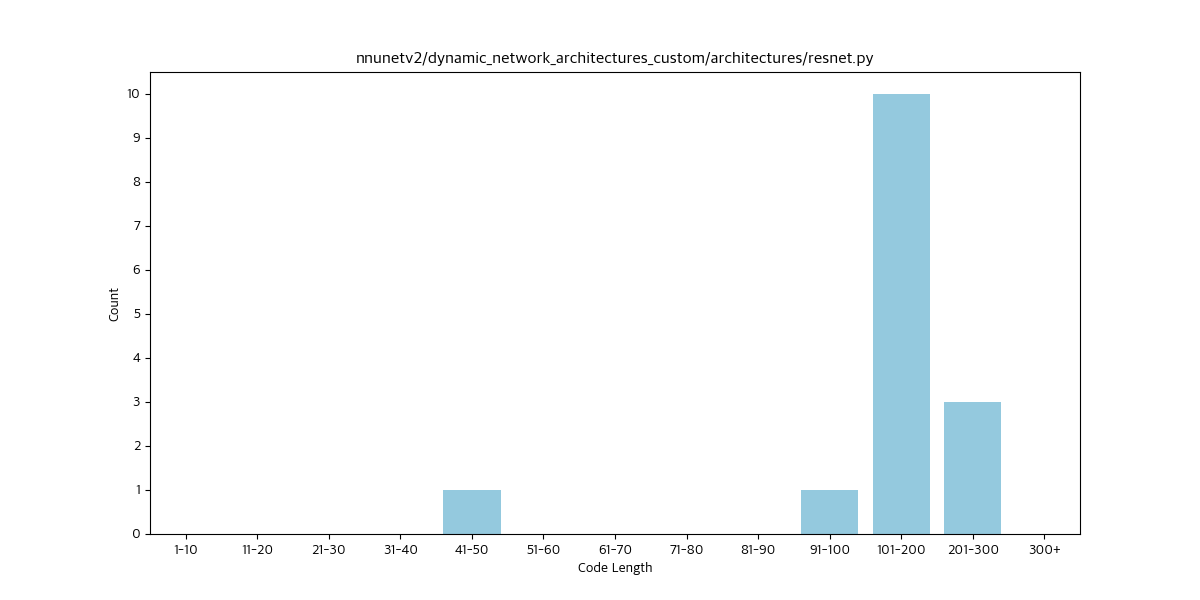 nnunetv2/dynamic_network_architectures_custom/architectures/resnet.py
10
9
8
7
6
5
4
3
2
1
0
Count
1-10 11-20 21-30 31-40 41-50 51-60 61-70 71-80 81-90 91-100 101-200 201-300 300+
Code Length